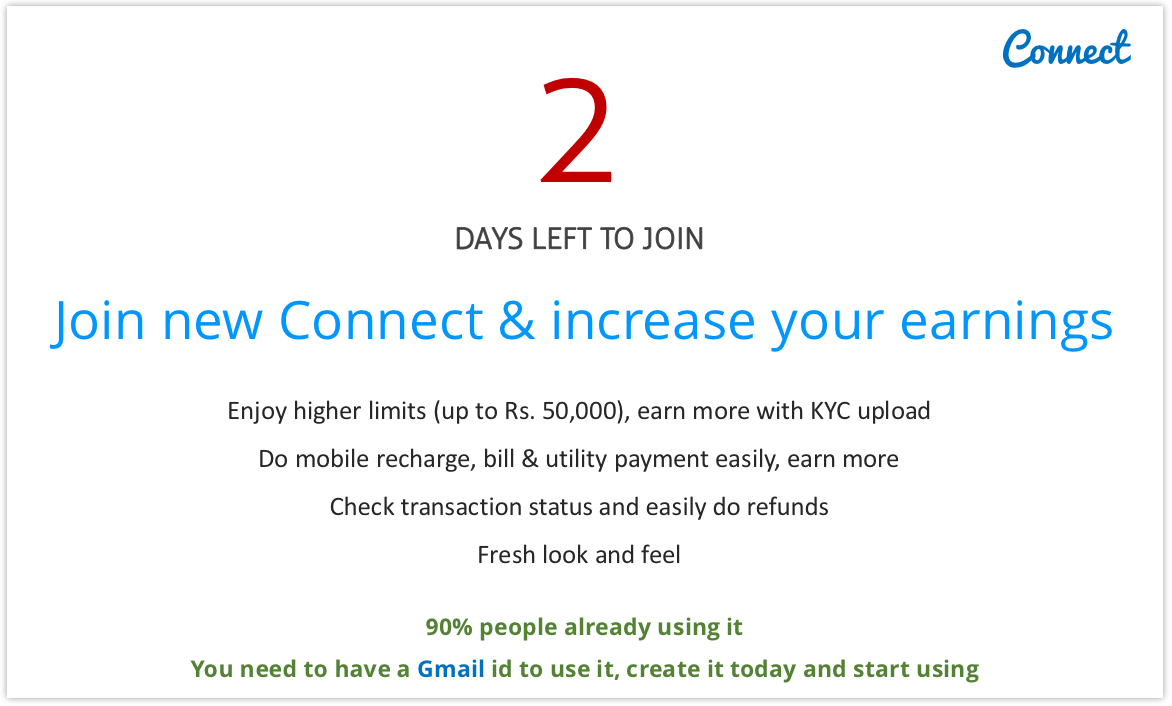 Connect
2
DAYS LEFT TO JOIN
Join new Connect & increase your earnings
Enjoy higher limits (up to Rs. 50,000), earn more with KYC upload
Do mobile recharge, bill & utility payment easily, earn more
Check transaction status and easily do refunds
Fresh look and feel
90% people already using it
You need to have a Gmail id to use it, create it today and start using